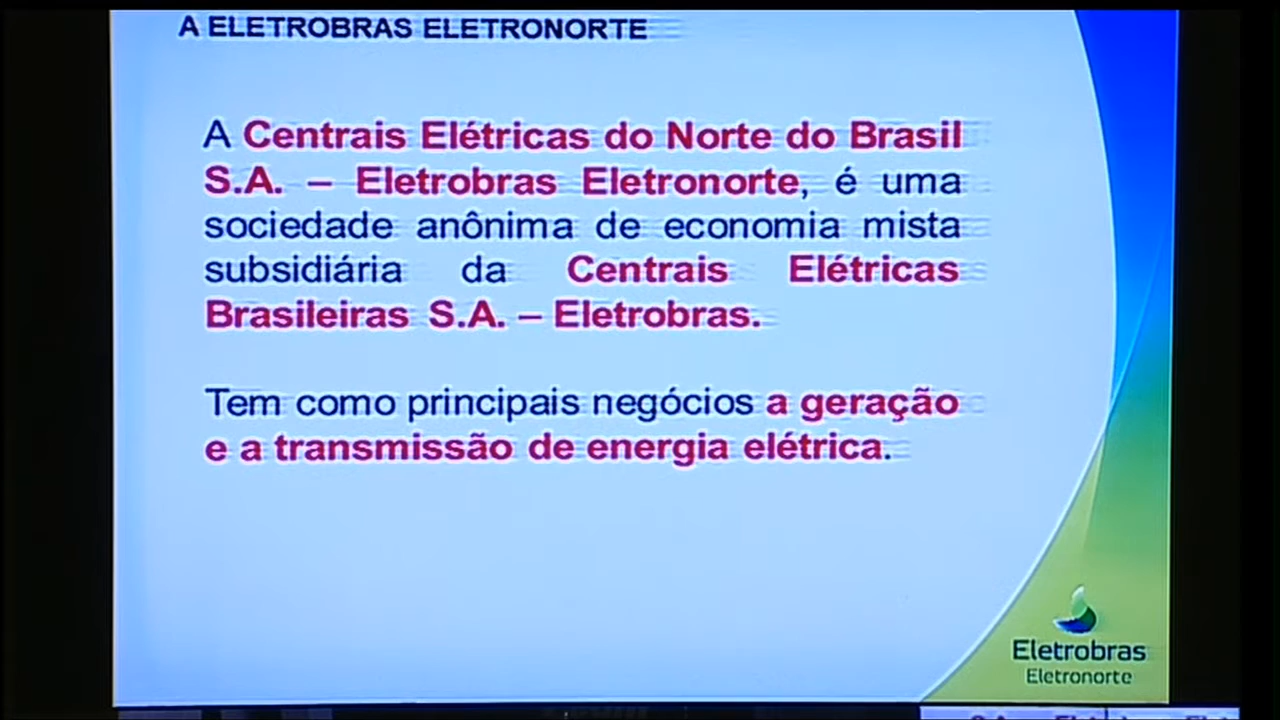 A ELETROBRAS ELETRONORTE
A Centrais Elétricas do Norte do Brasil
S.A. – Eletrobras Eletronorte, é uma
sociedade anônima de economia mista
subsidiária da Centrais Elétricas
Brasileiras S.A. – Eletrobras.
Tem como principais negócios a geração
e a transmissão de energia elétrica.
Eletrobras
Eletronorte